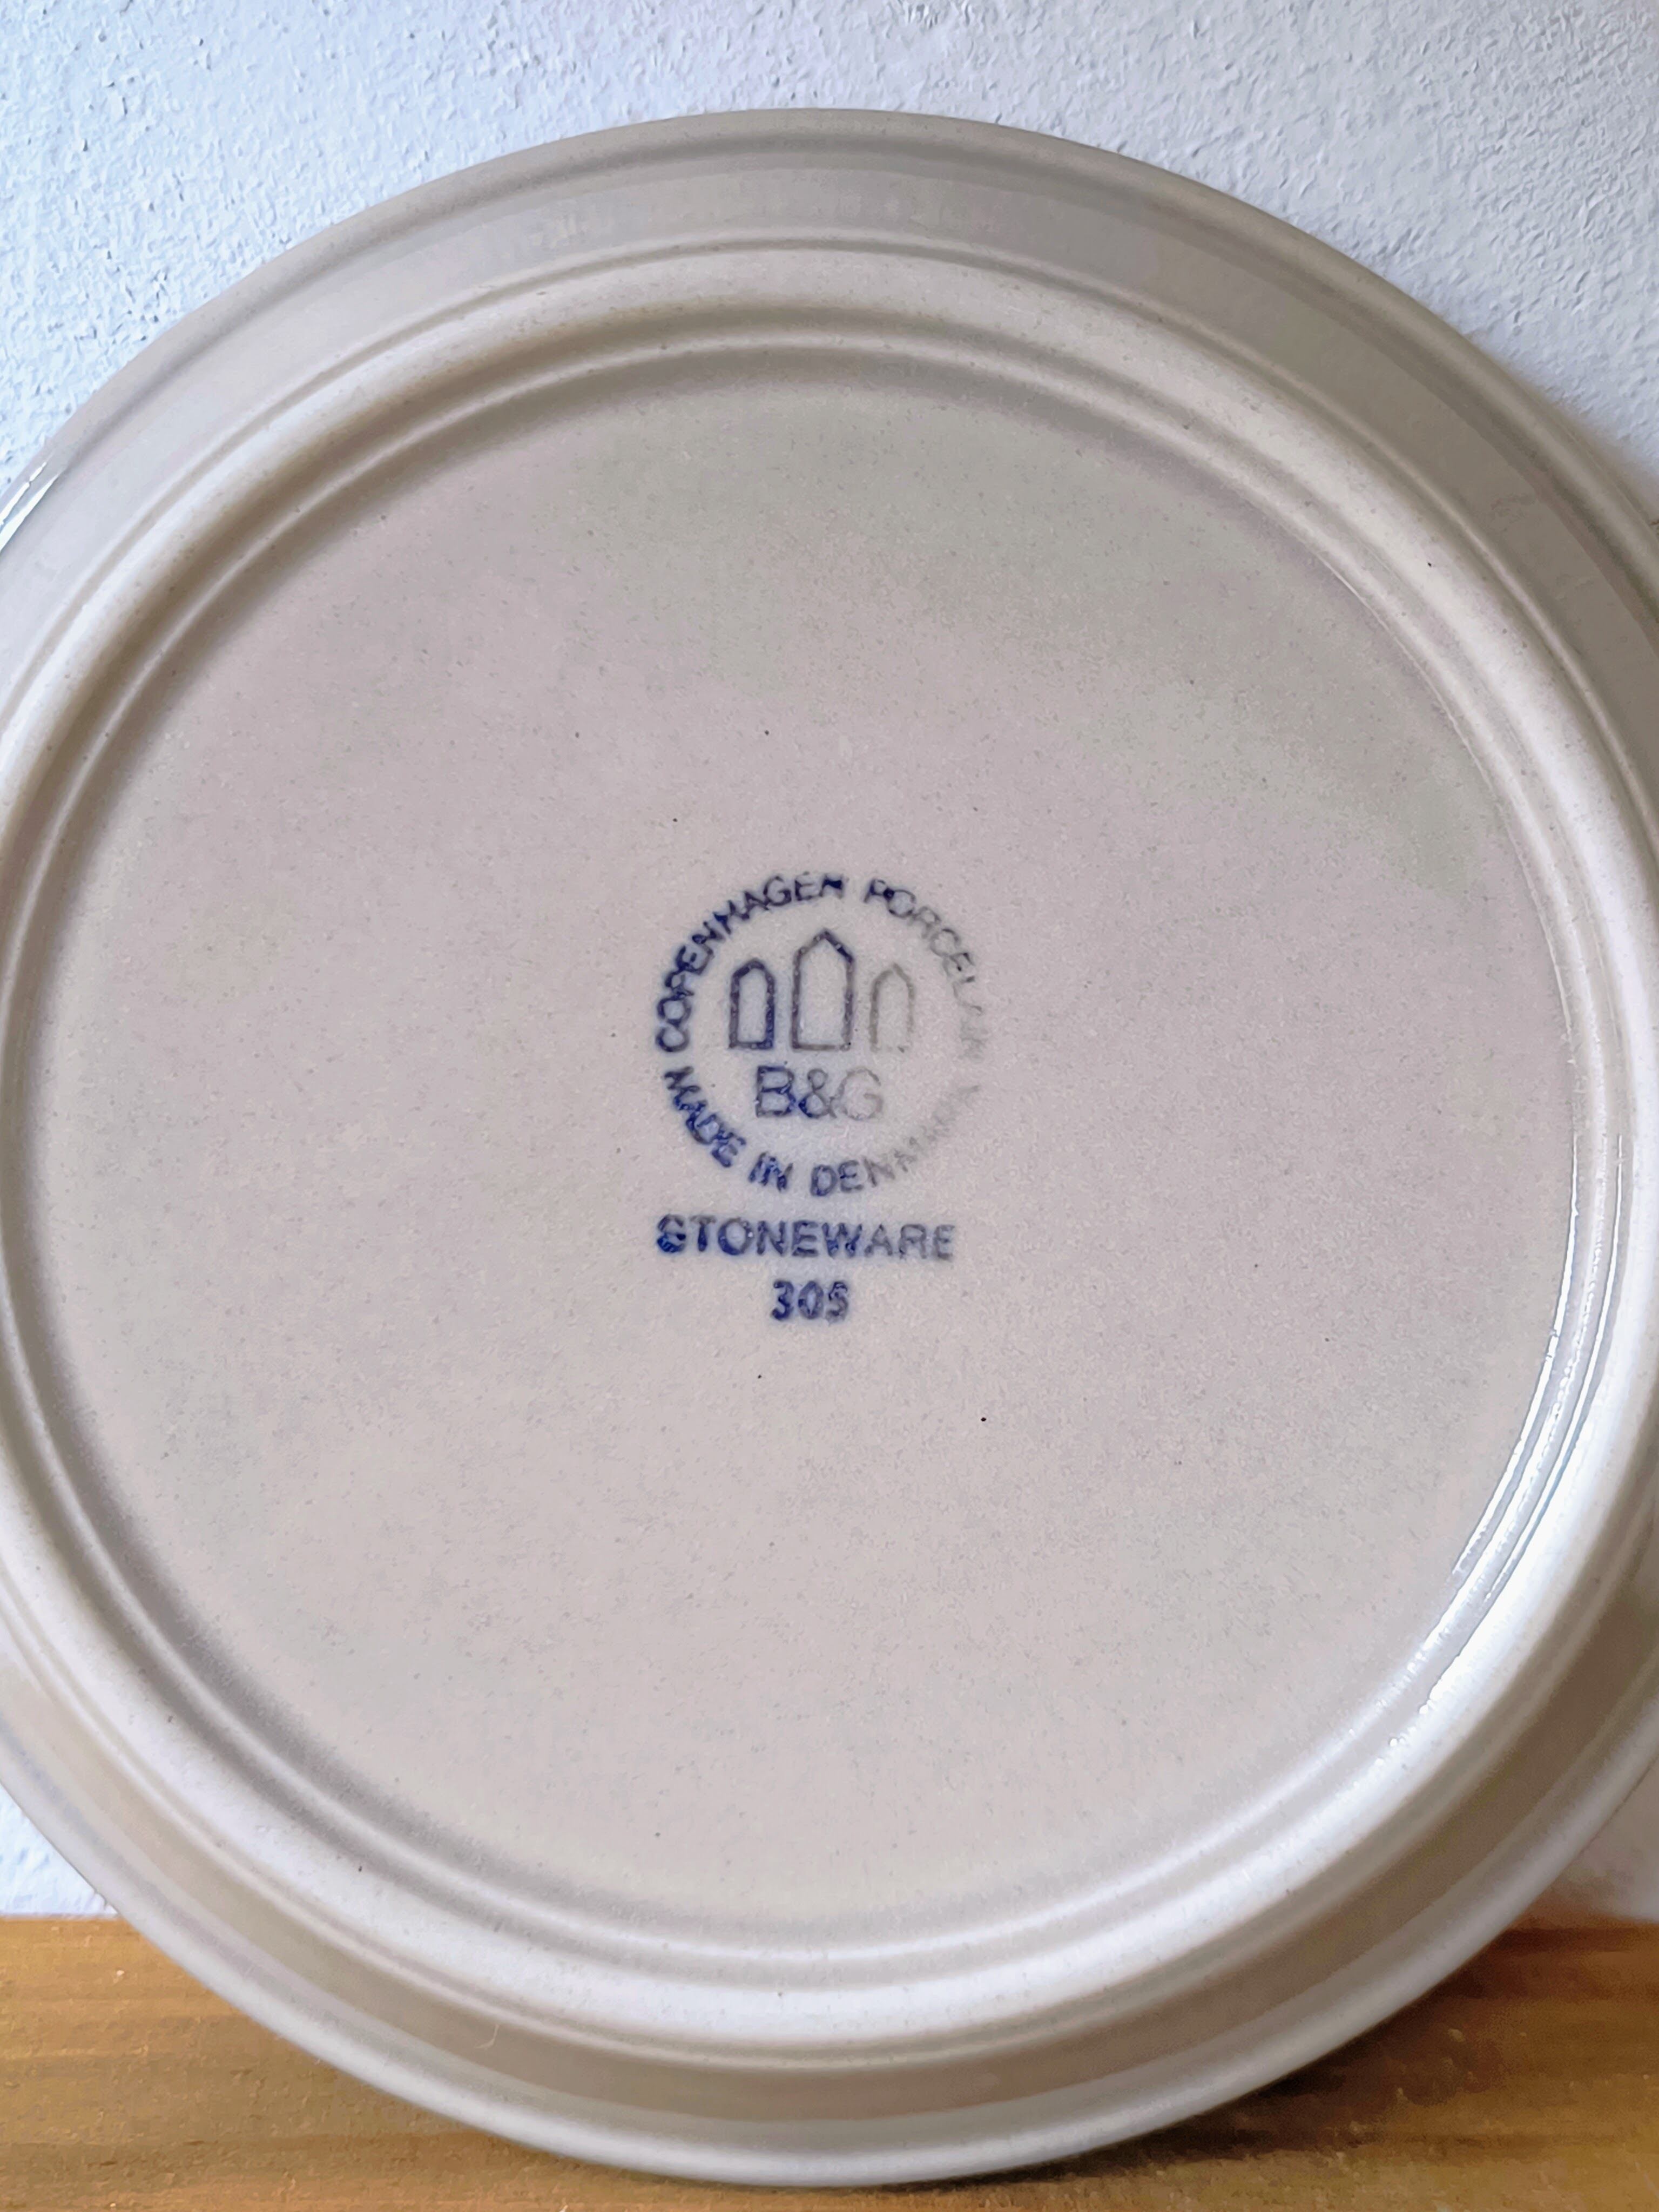 COPENHAGEN PORCELAIN
B&G
MADE IN DENMARK
STONEWARE
305